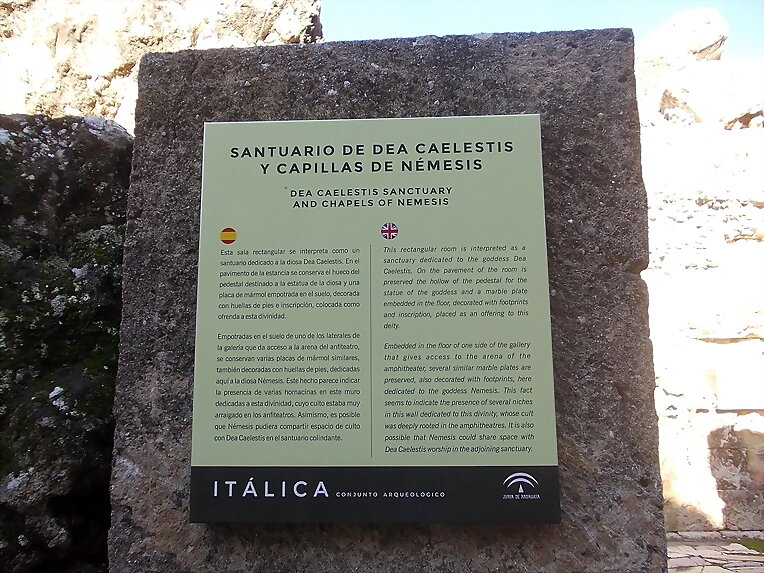 SANTUARIO DE DEA CAELESTIS
Y CAPILLAS DE NÉMESIS
DEA CAELESTIS SANCTUARY
AND CHAPELS OF NEMESIS
Esta sala rectangular se interpreta como un
santuario dedicado a la diosa Dea Caelestis. En el
pavimento de la estancia se conserva el hueco del
pedestal destinado a la estatua de la diosa y una
placa de mármol empotrada en el suelo, decorada
con huellas de pies e inscripción, colocada como
ofrenda a esta divinidad.
Empotradas en el suelo de uno de los laterales de
la galería que da acceso a la arena del anfiteatro,
se conservan varias placas de mármol similares,
también decoradas con huellas de pies, dedicadas
aquí a la diosa Némesis. Este hecho parece indicar
la presencia de varias hornacinas en este muro
dedicadas a esta divinidad, cuyo culto estaba muy
arraigado en los anfiteatros. Asimismo, es posible
que Némesis pudiera compartir espacio de culto
con Dea Caelestis en el santuario colindante.
This rectangular room is interpreted as a
sanctuary dedicated to the goddess Dea
Caelestis. On the pavement of the room is
preserved the hollow of the pedestal for the
statue of the goddess and a marble plate
embedded in the floor, decorated with footprints
and inscription, placed as an offering to this
deity.
Embedded in the floor of one side of the gallery
that gives access to the arena of the
amphitheater, several similar marble plates are
preserved, also decorated with footprints, here
dedicated to the goddess Nemesis. This fact
seems to indicate the presence of several niches
in this wall dedicated to this divinity, whose cult
was deeply rooted in the amphitheatres. It is also
possible that Nemesis could share space with
Dea Caelestis worship in the adjoining sanctuary.
ITÁLICA CONJUNTO ARQUEOLÓGICO
JUNTA DE ANDALUCIA